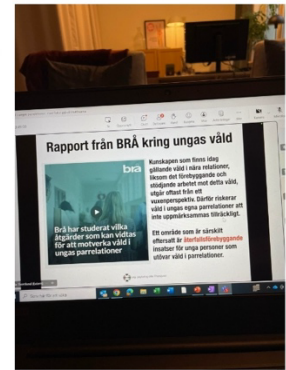 Rapport från BRÅ kring ungas våld
brå
Brå har studerat vilka
åtgärder som kan vidtas
för att motverka våld i
ungas parrelationer
Kunskapen som finns idag
gällande våld i nära relationer,
liksom det förebyggande och
stödjande arbetet mot detta våld,
utgår oftast från ett
vuxenperspektiv. Därför riskerar
våld i ungas egna parrelationer att
inte uppmärksammas tillräckligt.
Ett område som är särskilt
eftersatt är återfallsförebyggande
insatser för unga personer som
utövar våld i parrelationer.